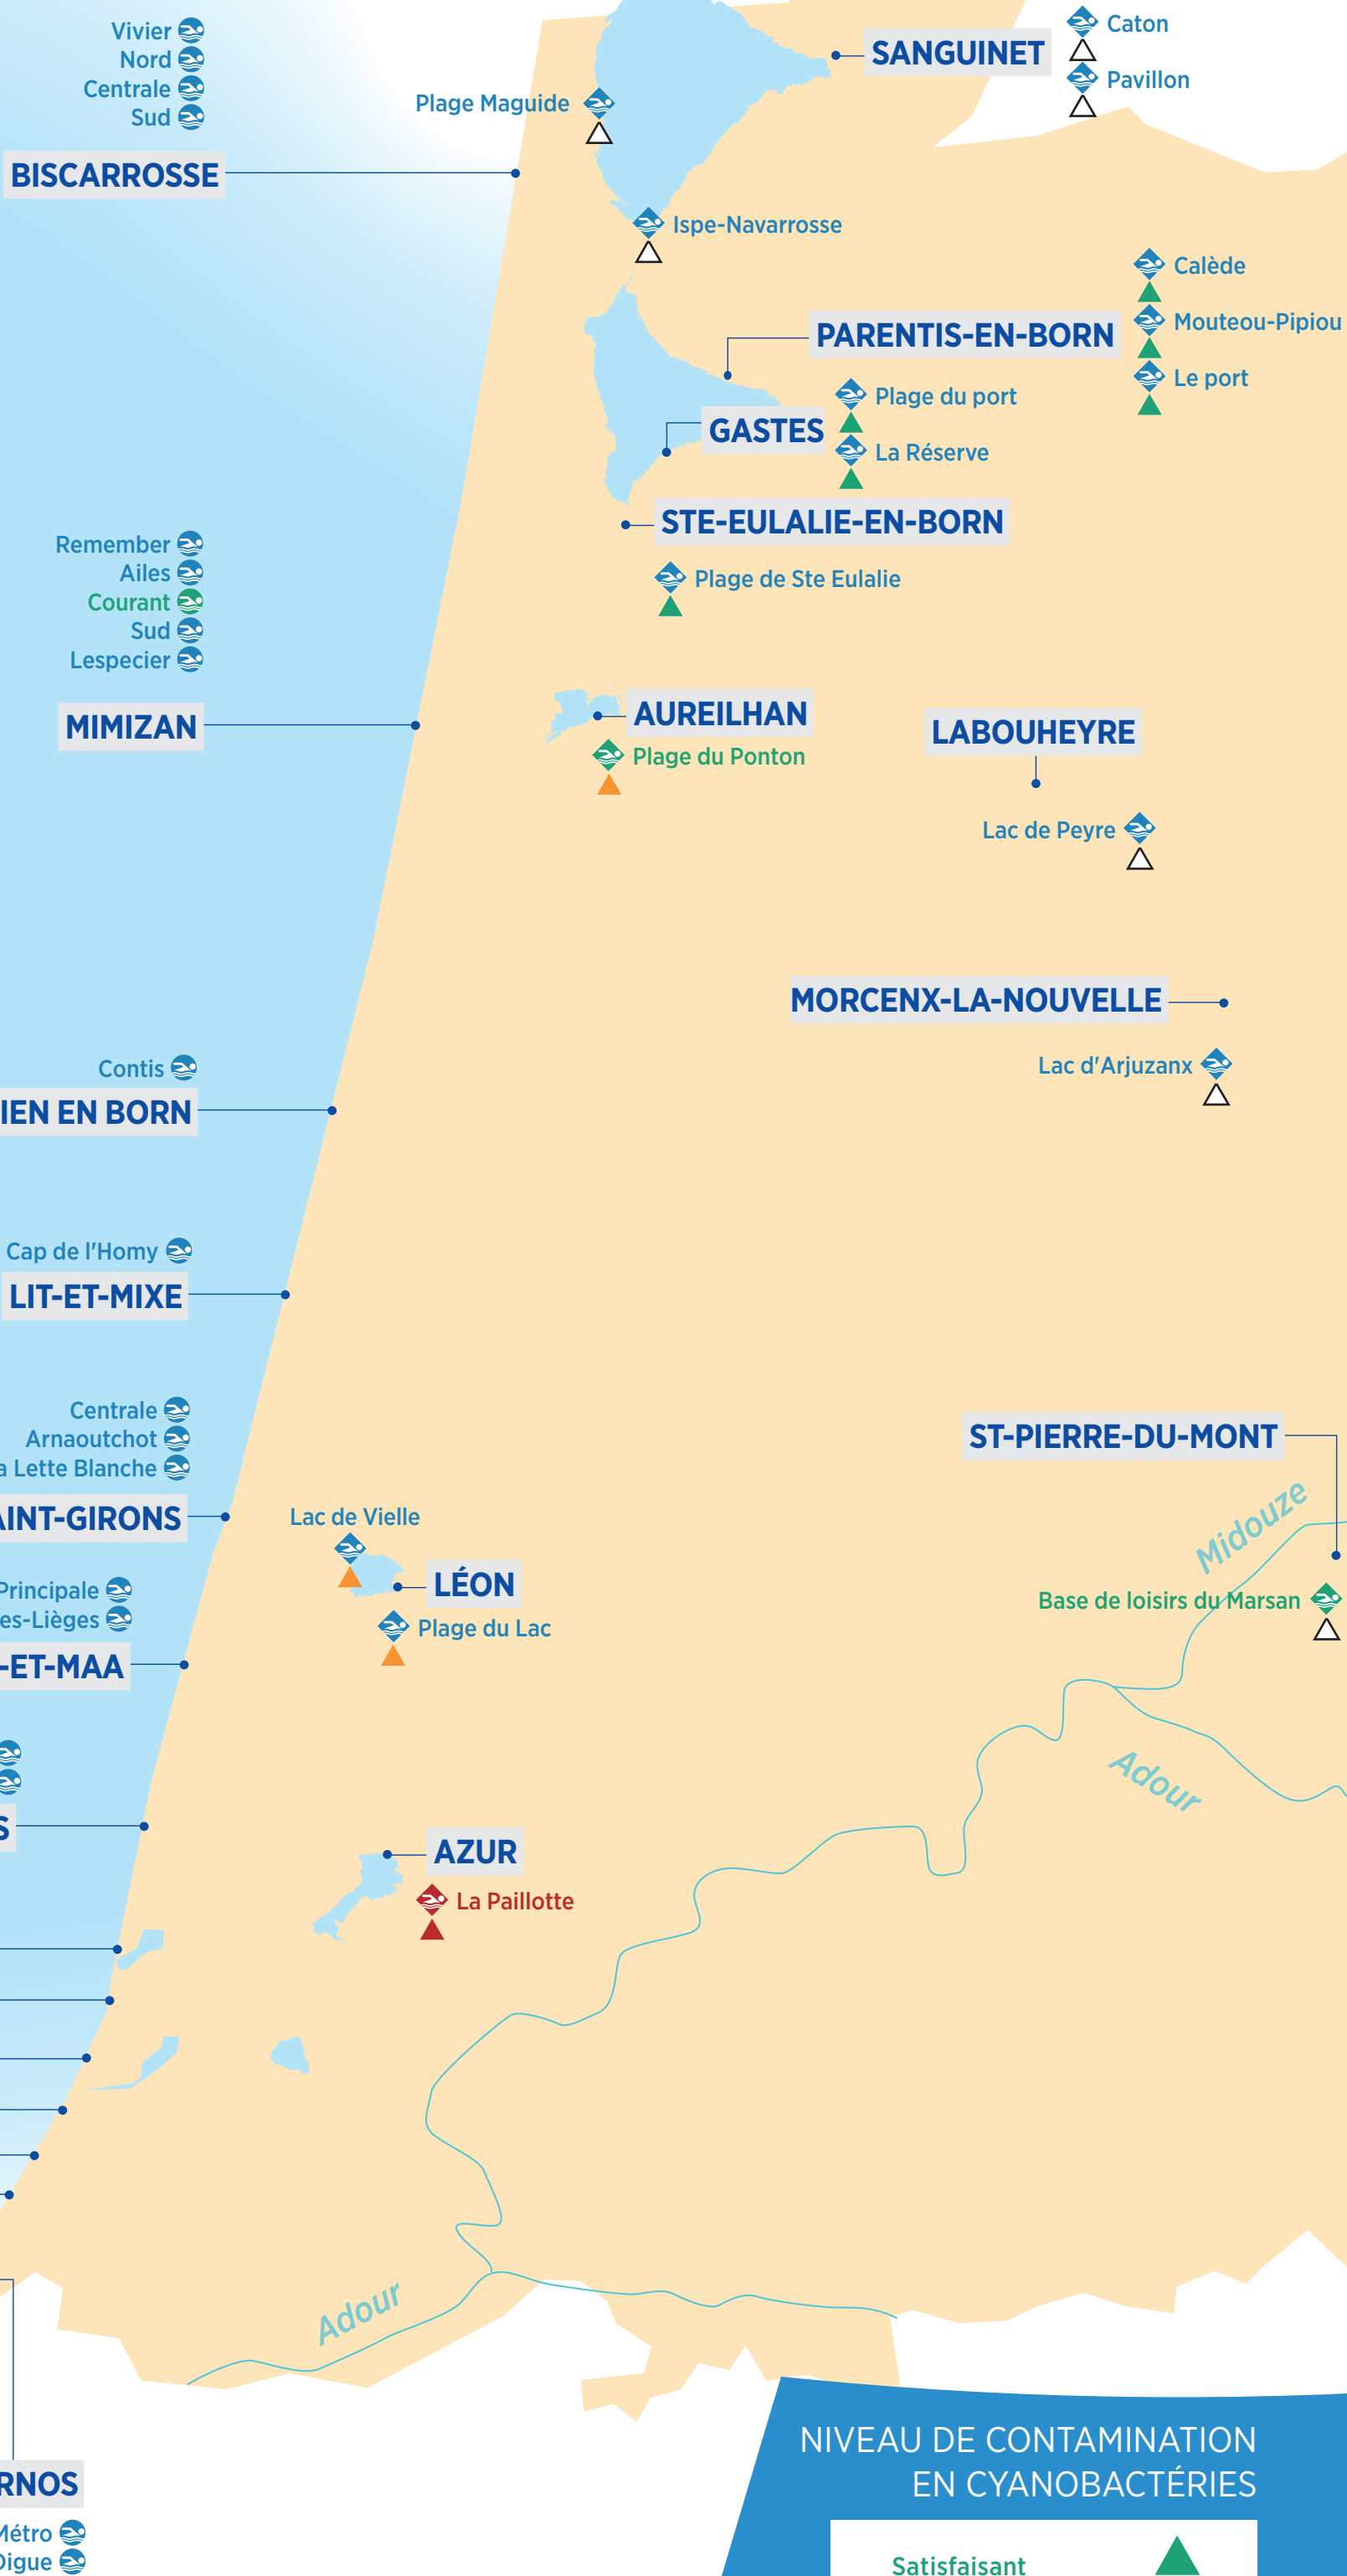 Vivier
Nord
Centrale
Sud
BISCARROSSE
Plage Maguide
SANGUINET
Caton
Pavillon
Ispe-Navarrosse
PARENTIS-EN-BORN
Calède
Mouteou-Pipiou
Le port
GASTES
Plage du port
La Réserve
STE-EULALIE-EN-BORN
Plage de Ste Eulalie
Remember
Ailes
Courant
Sud
Lespecier
MIMIZAN
AUREILHAN
Plage du Ponton
LABOUHEYRE
Lac de Peyre
MORCENX-LA-NOUVELLE
Lac d'Arjuzanx
Contis
IEN EN BORN
Cap de l'Homy
LIT-ET-MIXE
Centrale
Arnaoutchot
a Lette Blanche
AINT-GIRONS
ST-PIERRE-DU-MONT
Midouze
Base de loisirs du Marsan
Lac de Vielle
LÉON
Plage du Lac
Principale
es-Lièges
-ET-MAA
Adour
S
AZUR
La Paillotte
Adour
RNOS
Métro
Digue
NIVEAU DE CONTAMINATION
EN CYANOBACTÉRIES
Satisfaisant